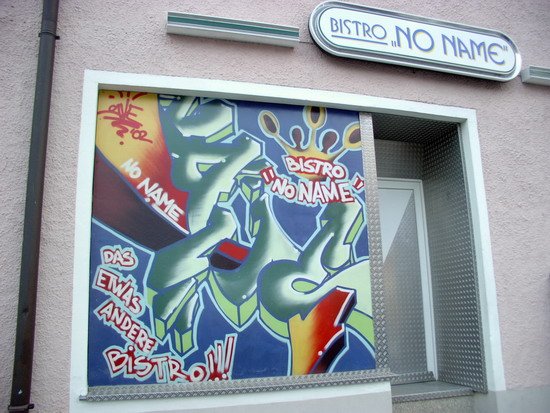 BISTRO „NO NAME"
NO NAME
BISTRO
"NO NAME"
DAS
ETWAS
ANDERE
BISTRO!!!